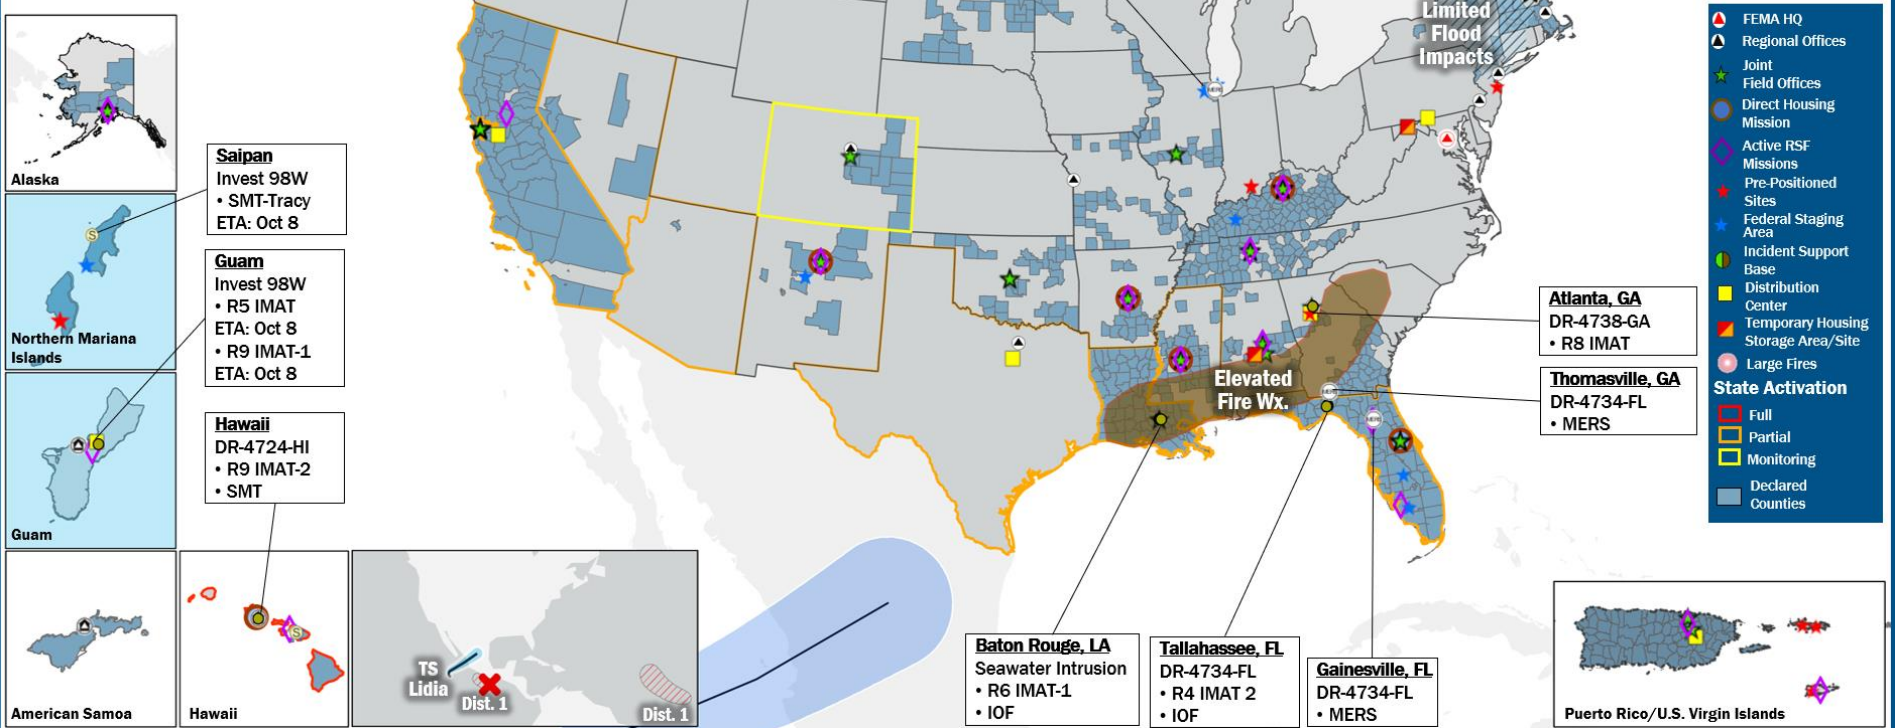 Limited
Flood
Impacts
Alaska
Saipan
Invest 98W
• SMT-Tracy
ETA: Oct 8
S
Northern Mariana
Islands
Guam
Invest 98W
• R5 IMAT
ETA: Oct 8
• R9 IMAT-1
ETA: Oct 8
Guam
Hawaii
DR-4724-HI
• R9 IMAT-2
• SMT
American Samoa
S
Hawaii
TS
Lidia
Dist. 1
Dist. 1
MERS
Elevated
Fire Wx.
MERS
MERS
Atlanta, GA
DR-4738-GA
• R8 IMAT
Thomasville, GA
DR-4734-FL
• MERS
Baton Rouge, LA
Seawater Intrusion
• R6 IMAT-1
• IOF
Tallahassee, FL
DR-4734-FL
• R4 IMAT 2
• IOF
Gainesville, FL
DR-4734-FL
• MERS
Puerto Rico/U.S. Virgin Islands
FEMA HQ
Regional Offices
Joint
Field Offices
Direct Housing
Mission
Active RSF
Missions
Pre-Positioned
Sites
Federal Staging
Area
Incident Support
Base
Distribution
Center
Temporary Housing
Storage Area/Site
Large Fires
State Activation
Full
Partial
Monitoring
Declared
Counties